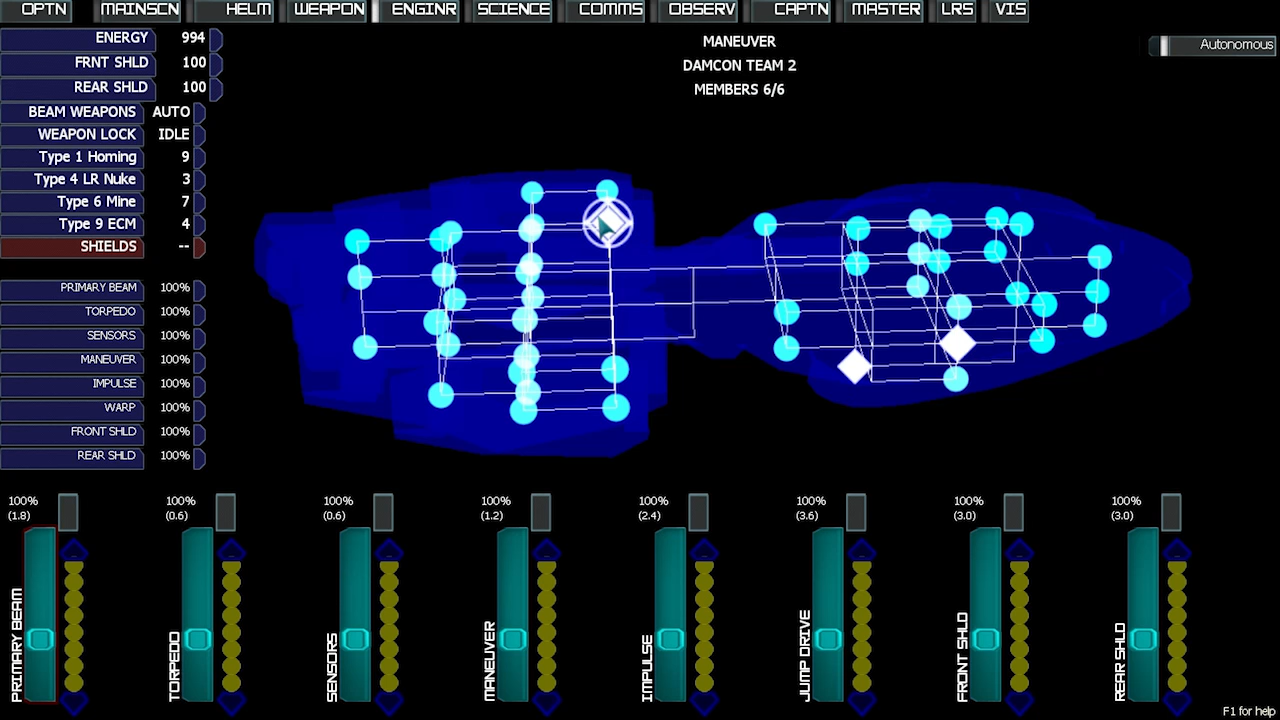 OPTN MAINSCN HELM WEAPON ENGINR SCIENCE COMMS OBSERV CAPTN MASTER LRS VIS
ENERGY 994
FRNT SHLD 100
REAR SHLD 100
BEAM WEAPONS AUTO
WEAPON LOCK IDLE
Type 1 Homing 9
Type 4 LR Nuke 3
Type 6 Mine 7
Type 9 ECM 4
SHIELDS --
MANEUVER
DAMCON TEAM 2
MEMBERS 6/6
Autonomous
PRIMARY BEAM 100%
TORPEDO 100%
SENSORS 100%
MANEUVER 100%
IMPULSE 100%
WARP 100%
FRONT SHLD 100%
REAR SHLD 100%
100%
(1.8)
PRIMARY BEAM
100%
(0.6)
TORPEDO
100%
(0.6)
SENSORS
100%
(1.2)
MANEUVER
100%
(2.4)
IMPULSE
100%
(3.6)
JUMP DRIVE
100%
(3.0)
FRONT SHLD
100%
(3.0)
REAR SHLD
F1 for help